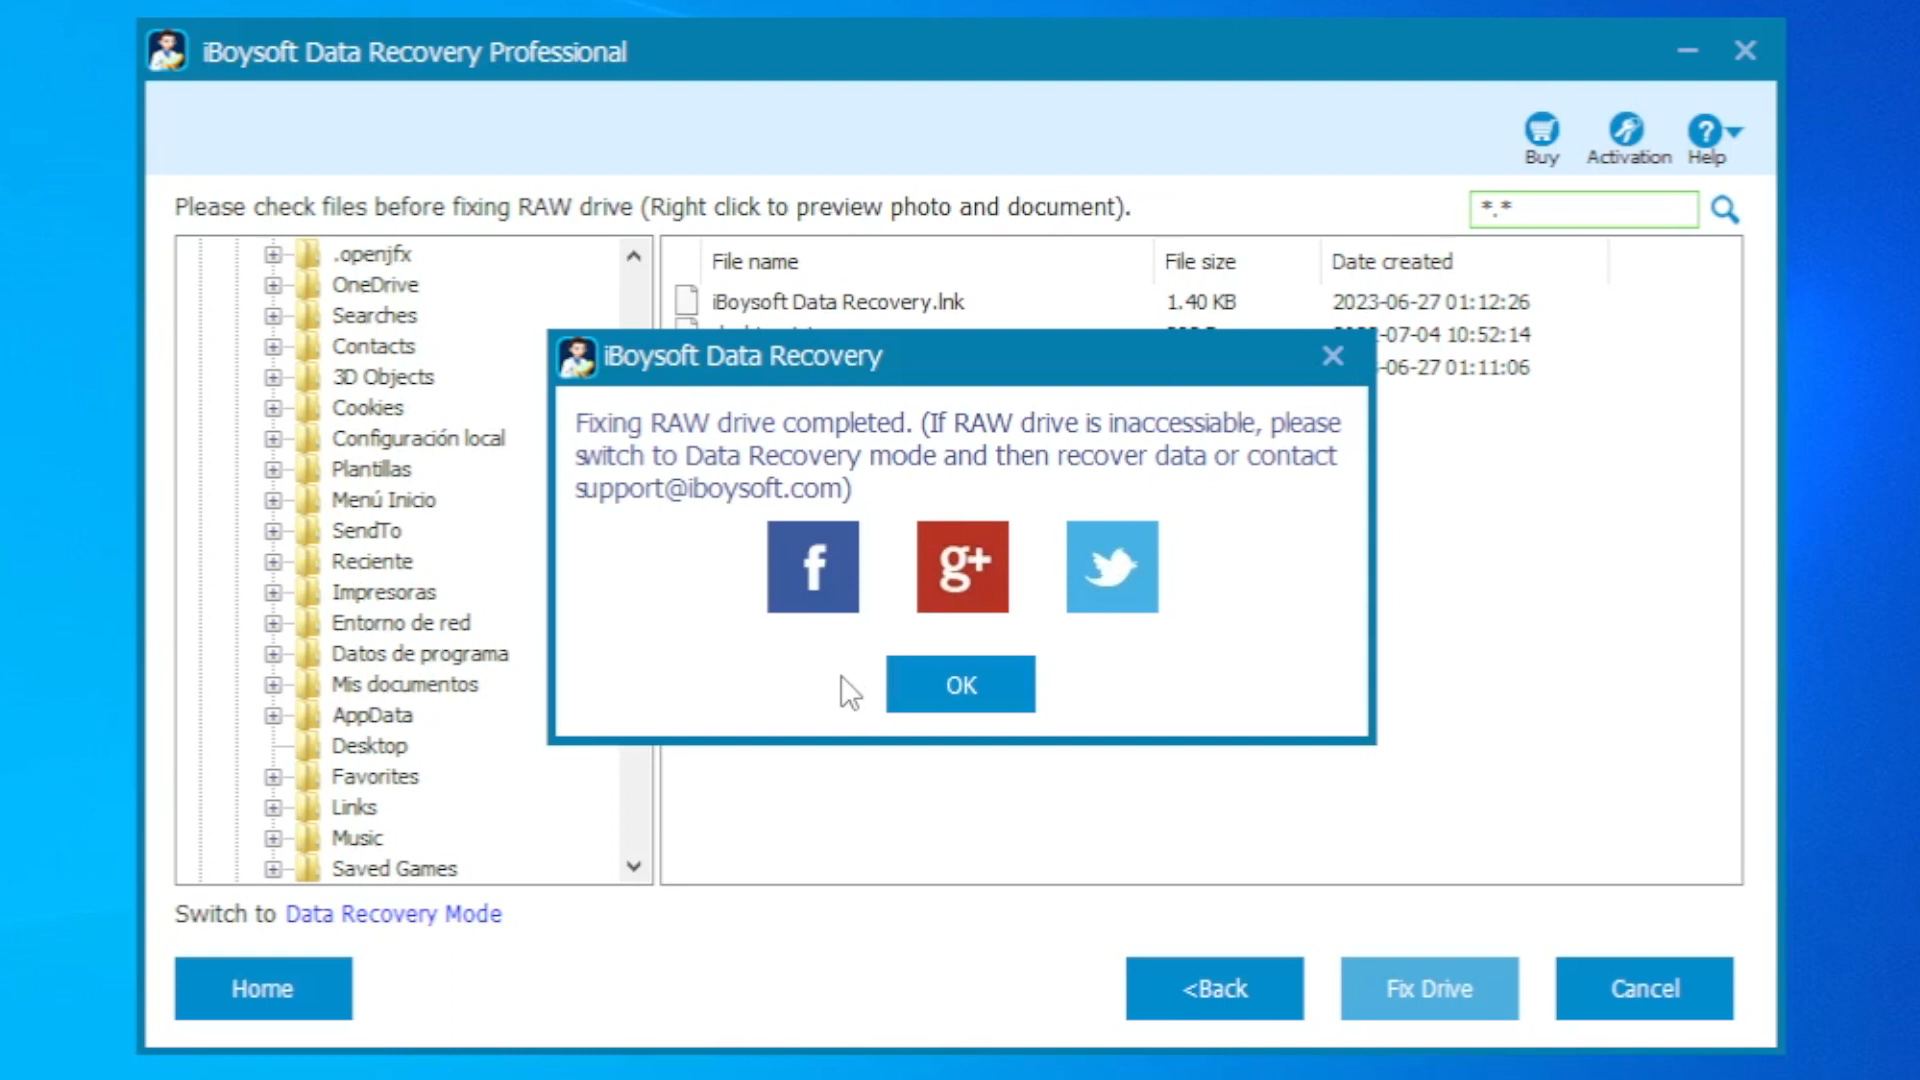 iBoysoft Data Recovery Professional
Buy
Activation
Help
Please check files before fixing RAW drive (Right click to preview photo and document).
*.*
.openjfx
OneDrive
Searches
Contacts
3D Objects
Cookies
Configuración local
Plantillas
Menú Inicio
SendTo
Reciente
Impresoras
Entorno de red
Datos de programa
Mis documentos
AppData
Desktop
Favorites
Links
Music
Saved Games
File name File size Date created
iBoysoft Data Recovery.lnk 1.40 KB 2023-06-27 01:12:26
-07-04 10:52:14
-06-27 01:11:06
iBoysoft Data Recovery
Fixing RAW drive completed. (If RAW drive is inaccessiable, please
switch to Data Recovery mode and then recover data or contact
support@iboysoft.com)
f
g+
OK
Switch to Data Recovery Mode
Home
<Back
Fix Drive
Cancel